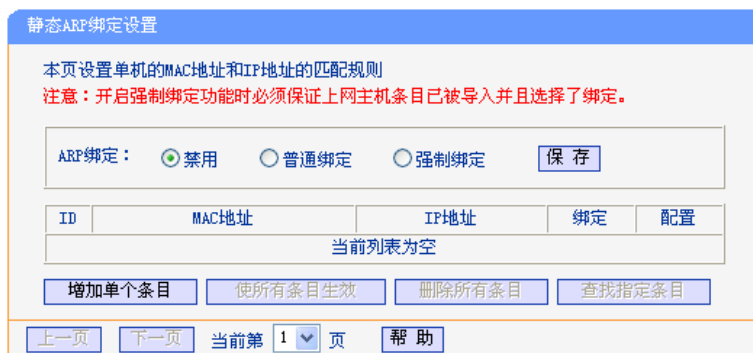 静态ARP绑定设置
本页设置单机的MAC地址和IP地址的匹配规则
注意：开启强制绑定功能时必须保证上网主机条目已被导入并且选择了绑定。
ARP绑定： 禁用 普通绑定 强制绑定 保 存
ID MAC地址 IP地址 绑定 配置
当前列表为空
增加单个条目 使所有条目生效 删除所有条目 查找指定条目
上一页 下一页 当前第 1 页 帮 助